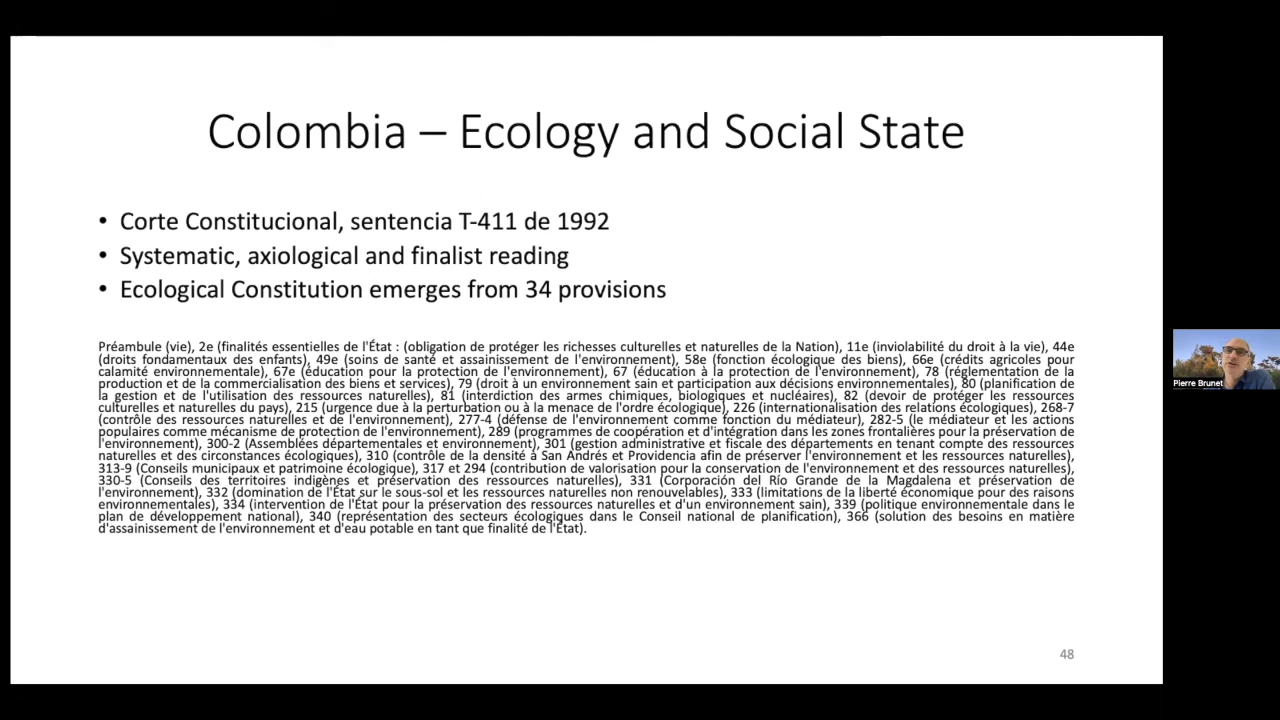 Colombia – Ecology and Social State
• Corte Constitucional, sentencia T-411 de 1992
• Systematic, axiological and finalist reading
• Ecological Constitution emerges from 34 provisions
Préambule (vie), 2e (finalités essentielles de l'État : (obligation de protéger les richesses culturelles et naturelles de la Nation), 11e (inviolabilité du droit à la vie), 44e
(droits fondamentaux des enfants), 49e (soins de santé et assainissement de l'environnement), 58e (fonction écologique des biens), 66e (crédits agricoles pour
calamité environnementale), 67e (éducation pour la protection de l'environnement), 67 (éducation à la protection de l'environnement), 78 (réglementation de la
production et de la commercialisation des biens et services), 79 (droit à un environnement sain et participation aux décisions environnementales), 80 (planification de
la gestion et de l'utilisation des ressources naturelles), 81 (interdiction des armes chimiques, biologiques et nucléaires), 82 (devoir de protéger les ressources
culturelles et naturelles du pays), 215 (urgence due à la perturbation ou à la menace de l'ordre écologique), 226 (internationalisation des relations écologiques), 268-7
(contrôle des ressources naturelles et de l'environnement), 277-4 (défense de l'environnement comme fonction du médiateur), 282-5 (le médiateur et les actions
populaires comme mécanisme de protection de l'environnement), 289 (programmes de coopération et d'intégration dans les zones frontalières pour la préservation de
l'environnement), 300-2 (Assemblées départementales et environnement), 301 (gestion administrative et fiscale des départements en tenant compte des ressources
naturelles et des circonstances écologiques), 310 (contrôle de la densité à San Andrés et Providencia afin de préserver l'environnement et les ressources naturelles),
313-9 (Conseils municipaux et patrimoine écologique), 317 et 294 (contribution de valorisation pour la conservation de l'environnement et des ressources naturelles),
330-5 (Conseils des territoires indigènes et préservation des ressources naturelles), 331 (Corporación del Río Grande de la Magdalena et préservation de
l'environnement), 332 (domination de l'État sur le sous-sol et les ressources naturelles non renouvelables), 333 (limitations de la liberté économique pour des raisons
environnementales), 334 (intervention de l'État pour la préservation des ressources naturelles et d'un environnement sain), 339 (politique environnementale dans le
plan de développement national), 340 (représentation des secteurs écologiques dans le Conseil national de planification), 366 (solution des besoins en matière
d'assainissement de l'environnement et d'eau potable en tant que finalité de l'État).
48
Pierre Brunet